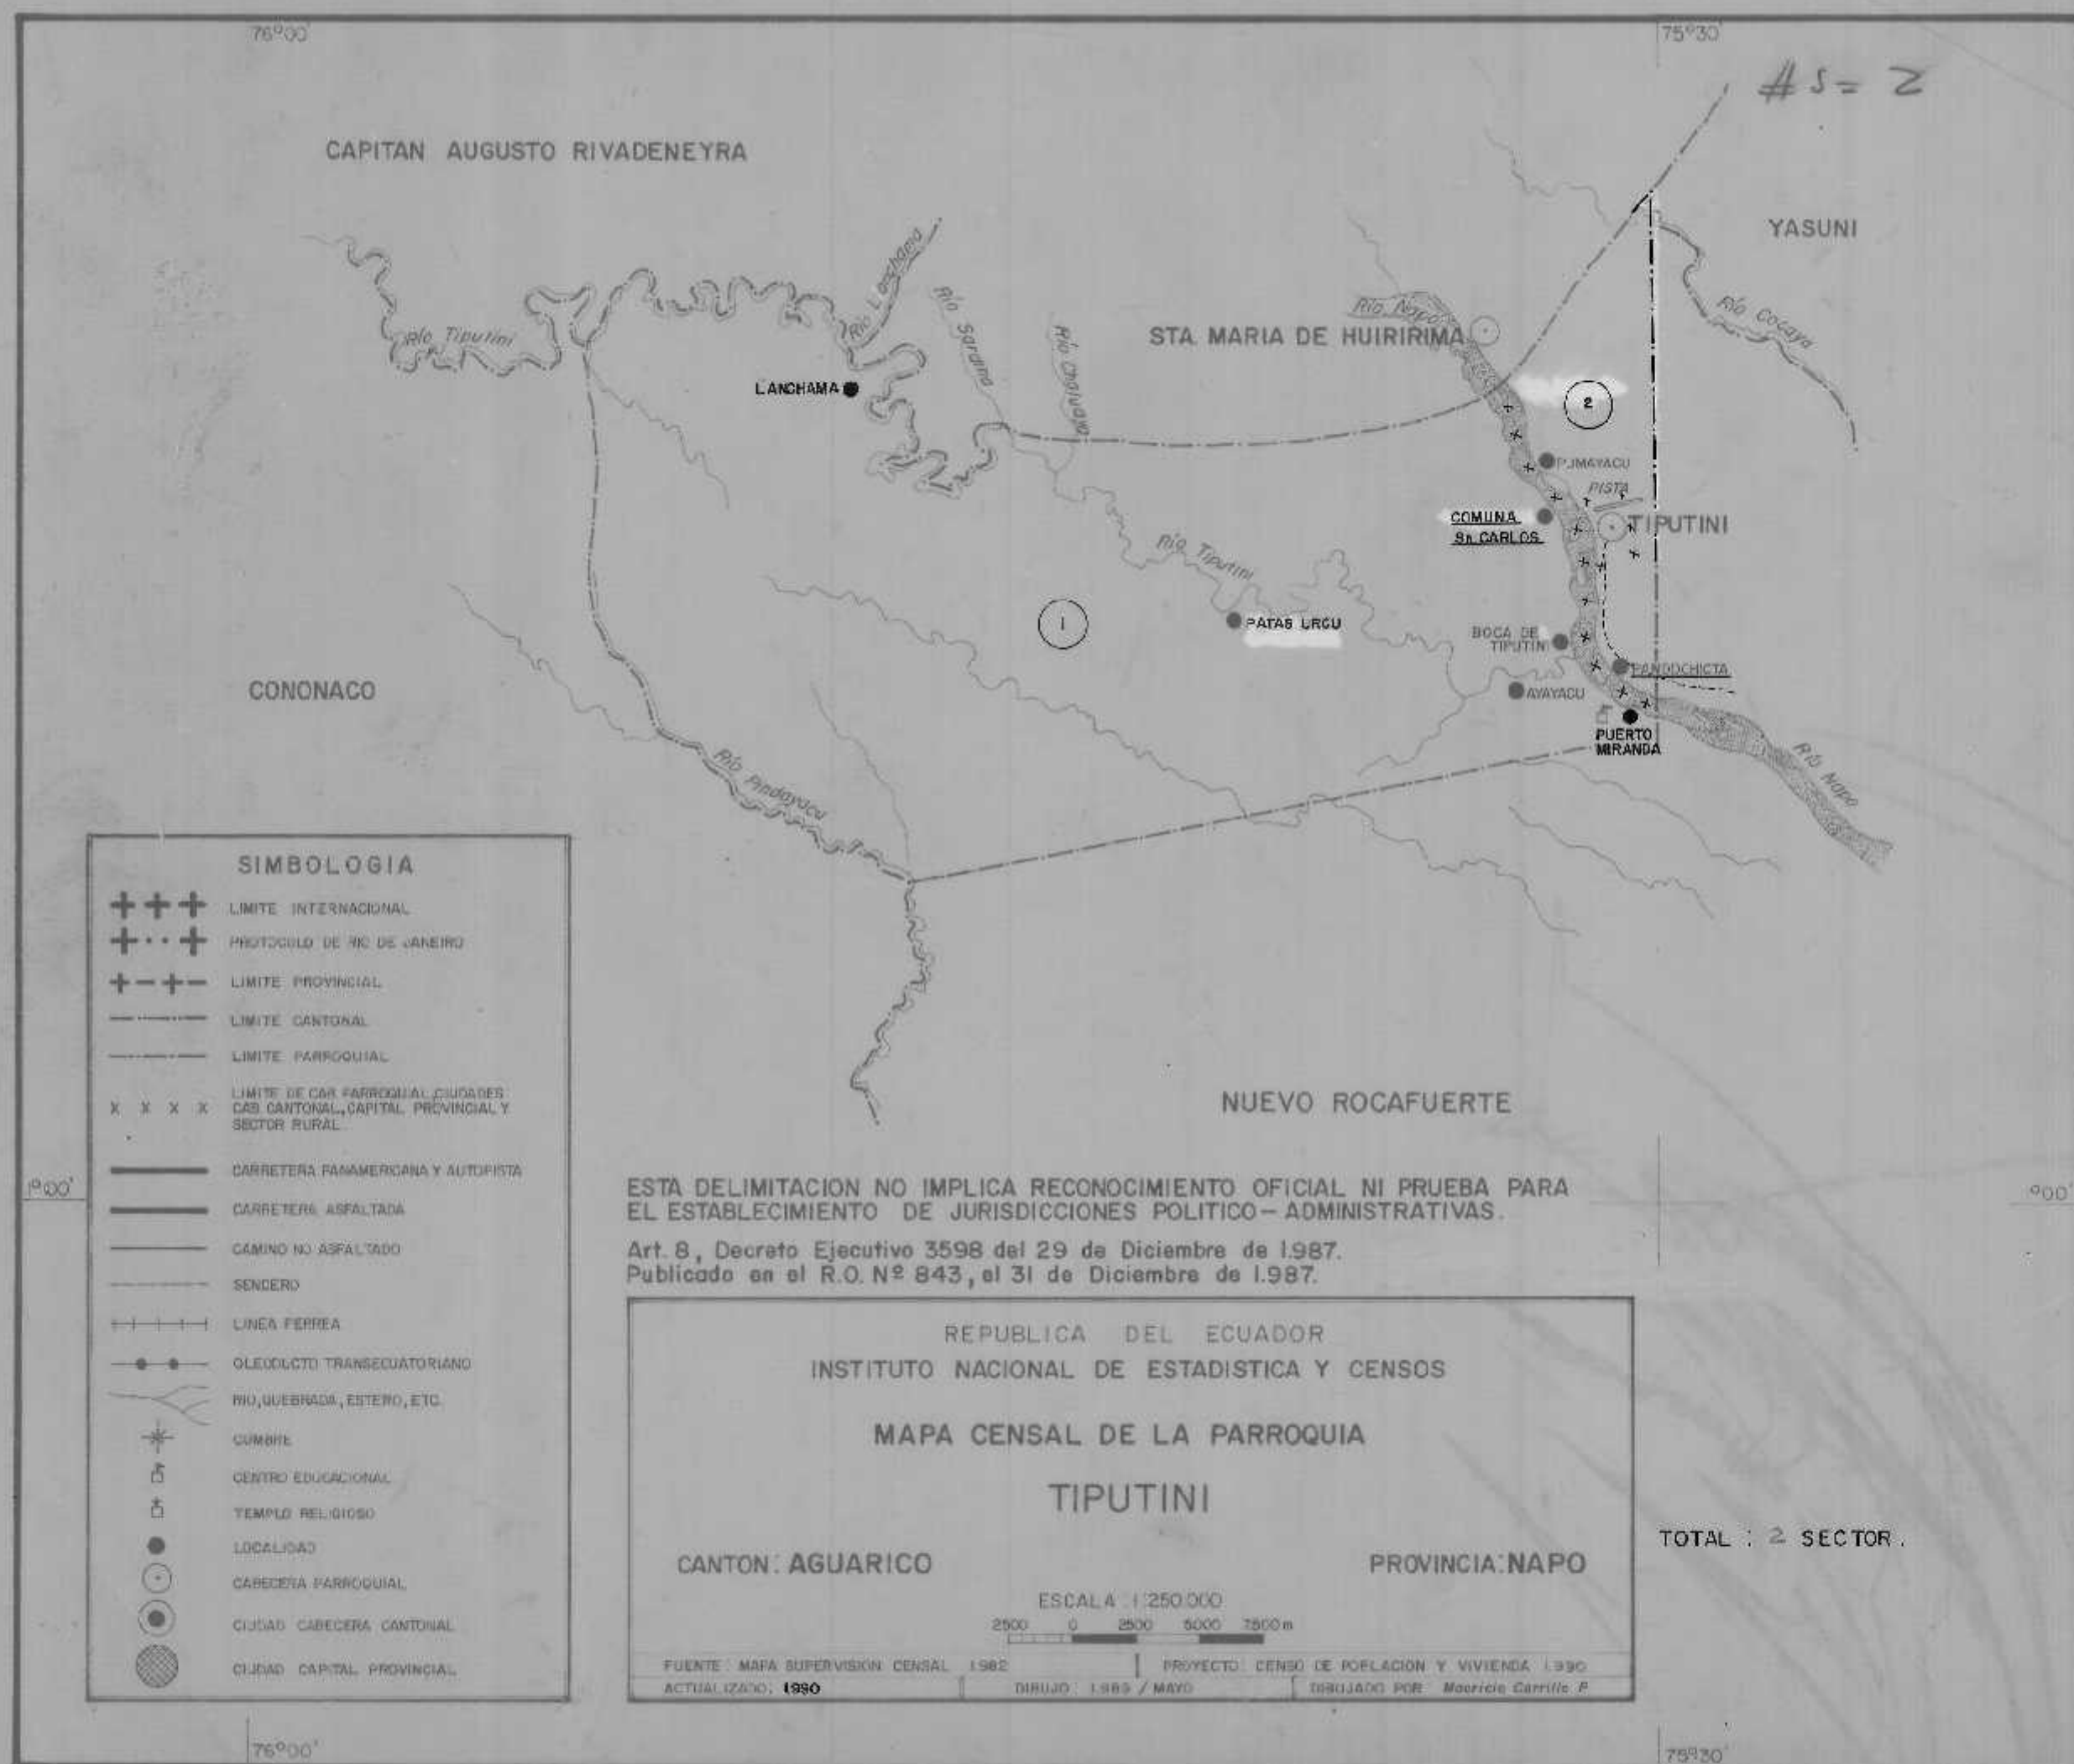 76°00'
75°30'
#S= 2
CAPITAN AUGUSTO RIVADENEYRA
YASUNI
Río Lanchama
Río Sardina
Río Napo
Río Cocaya
Río Tiputini
STA. MARIA DE HUIRIRIMA
LANCHAMA
2
PUMAYACU
PISTA
COMUNA
Sn. CARLOS
TIPUTINI
Río Tiputini
1
PATAS URCU
BOCA DE
TIPUTINI
PANOCHICTA
CONONACO
AYAYACU
PUERTO
MIRANDA
Río Pindayacu
Río Napo
SIMBOLOGIA
LIMITE INTERNACIONAL
PROTOCOLO DE RIO DE JANEIRO
LIMITE PROVINCIAL
LIMITE CANTONAL
LIMITE PARROQUIAL
LIMITE DE CAB. PARROQUIAL, CIUDADES
CAB. CANTONAL, CAPITAL PROVINCIAL Y
SECTOR RURAL
CARRETERA PANAMERICANA Y AUTOPISTA
CARRETERA ASFALTADA
CAMINO NO ASFALTADO
SENDERO
LINEA FERREA
OLEODUCTO TRANSECUATORIANO
RIO, QUEBRADA, ESTERO, ETC.
CUMBRE
CENTRO EDUCACIONAL
TEMPLO RELIGIOSO
LOCALIDAD
CABECERA PARROQUIAL
CIUDAD CABECERA CANTONAL
CIUDAD CAPITAL PROVINCIAL
NUEVO ROCAFUERTE
1°00'
°00'
ESTA DELIMITACION NO IMPLICA RECONOCIMIENTO OFICIAL NI PRUEBA PARA
EL ESTABLECIMIENTO DE JURISDICCIONES POLITICO-ADMINISTRATIVAS.
Art. 8, Decreto Ejecutivo 3598 del 29 de Diciembre de 1.987.
Publicado en el R.O. Nº 843, el 31 de Diciembre de 1.987.
REPUBLICA DEL ECUADOR
INSTITUTO NACIONAL DE ESTADISTICA Y CENSOS
MAPA CENSAL DE LA PARROQUIA
TIPUTINI
CANTON: AGUARICO PROVINCIA: NAPO
ESCALA 1:250.000
2500 0 2500 5000 7500 m
FUENTE: MAPA SUPERVISION CENSAL 1982 PROYECTO: CENSO DE POBLACION Y VIVIENDA 1.990
ACTUALIZADO: 1990 DIBUJO: 1.989 / MAYO DIBUJADO POR: Mauricio Carrillo P.
TOTAL : 2 SECTOR.
76°00'
75°30'